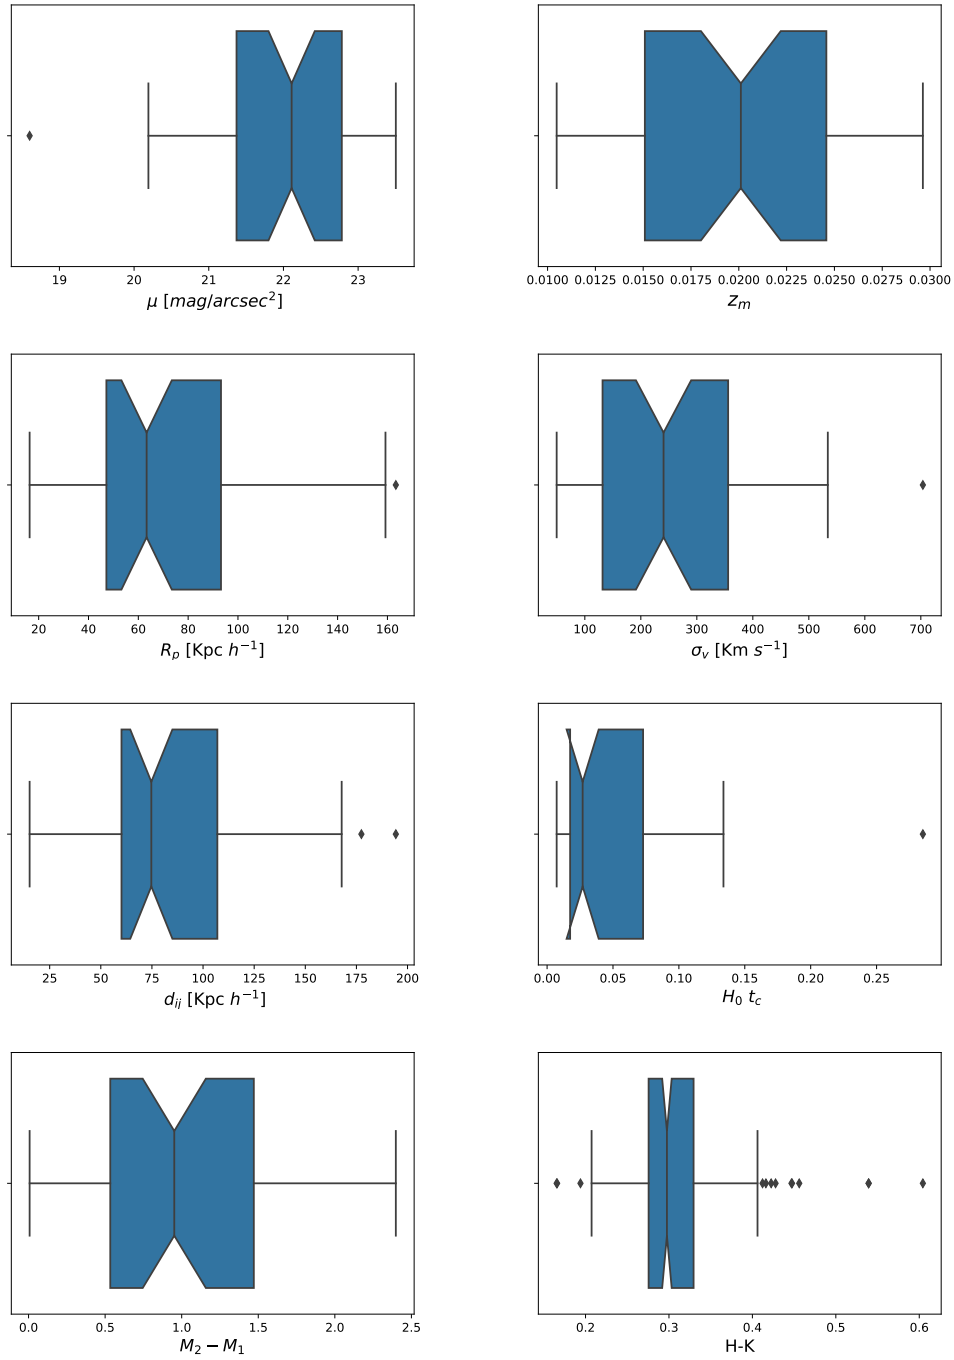 19 20 21 22 23
μ [mag/arcsec²]
0.0100 0.0125 0.0150 0.0175 0.0200 0.0225 0.0250 0.0275 0.0300
z_m
20 40 60 80 100 120 140 160
R_p [Kpc h⁻¹]
100 200 300 400 500 600 700
σ_v [Km s⁻¹]
25 50 75 100 125 150 175 200
d_ij [Kpc h⁻¹]
0.00 0.05 0.10 0.15 0.20 0.25
H₀ t_c
0.0 0.5 1.0 1.5 2.0 2.5
M₂ − M₁
0.2 0.3 0.4 0.5 0.6
H-K